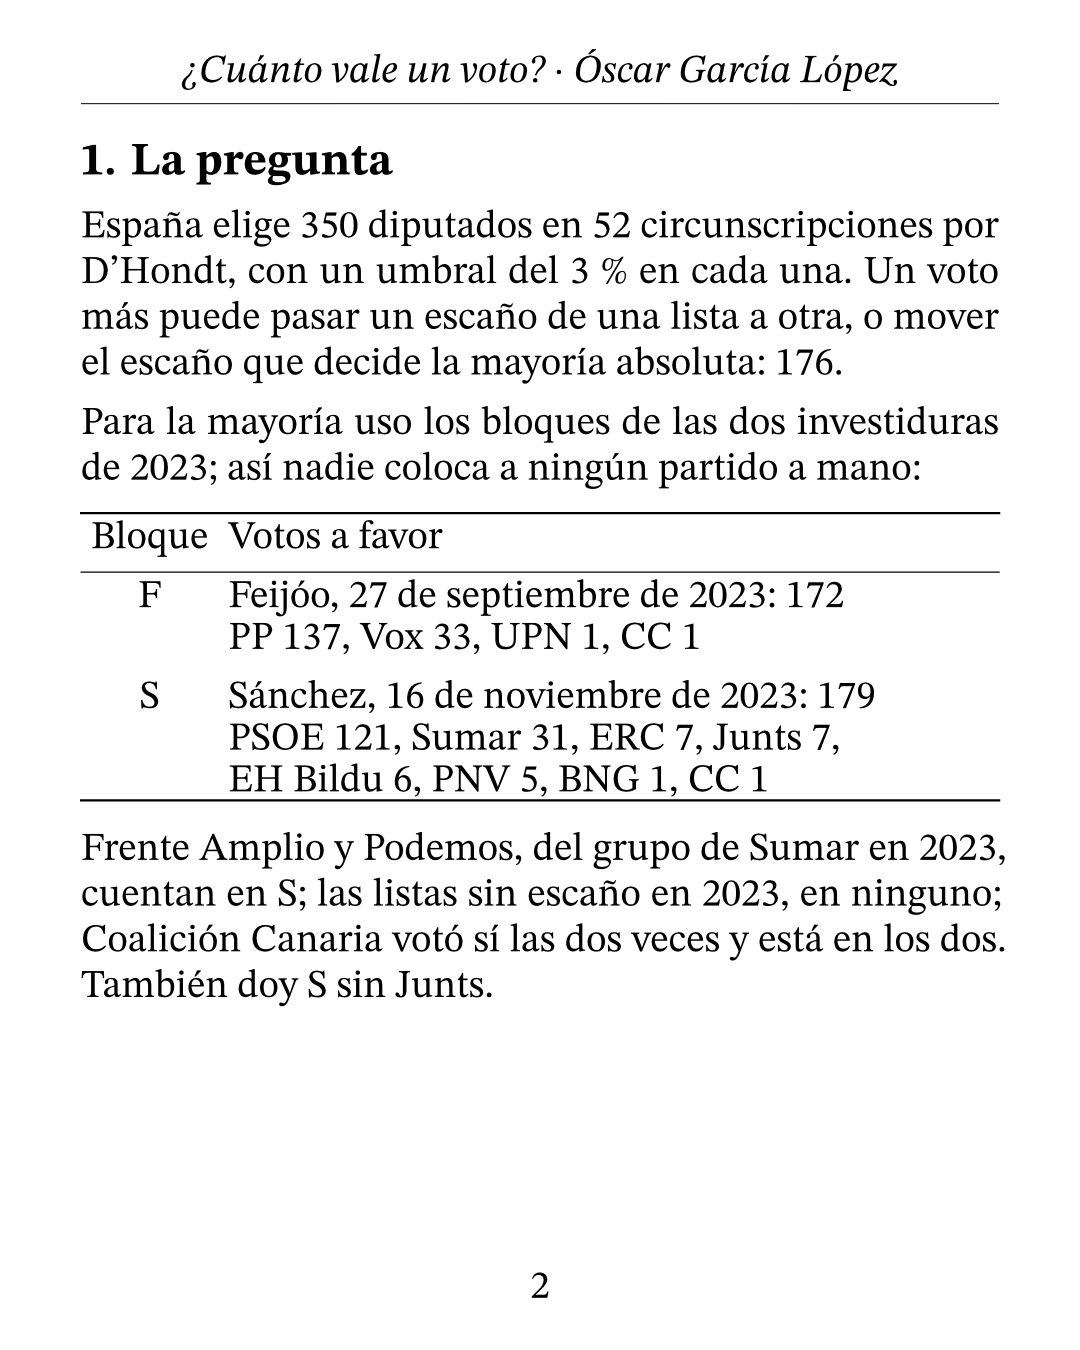 ¿Cuánto vale un voto? · Óscar García López
1. La pregunta
España elige 350 diputados en 52 circunscripciones por
D’Hondt, con un umbral del 3 % en cada una. Un voto
más puede pasar un escaño de una lista a otra, o mover
el escaño que decide la mayoría absoluta: 176.
Para la mayoría uso los bloques de las dos investiduras
de 2023; así nadie coloca a ningún partido a mano:
Bloque Votos a favor
F Feijóo, 27 de septiembre de 2023: 172
PP 137, Vox 33, UPN 1, CC 1
S Sánchez, 16 de noviembre de 2023: 179
PSOE 121, Sumar 31, ERC 7, Junts 7,
EH Bildu 6, PNV 5, BNG 1, CC 1
Frente Amplio y Podemos, del grupo de Sumar en 2023,
cuentan en S; las listas sin escaño en 2023, en ninguno;
Coalición Canaria votó sí las dos veces y está en los dos.
También doy S sin Junts.
2